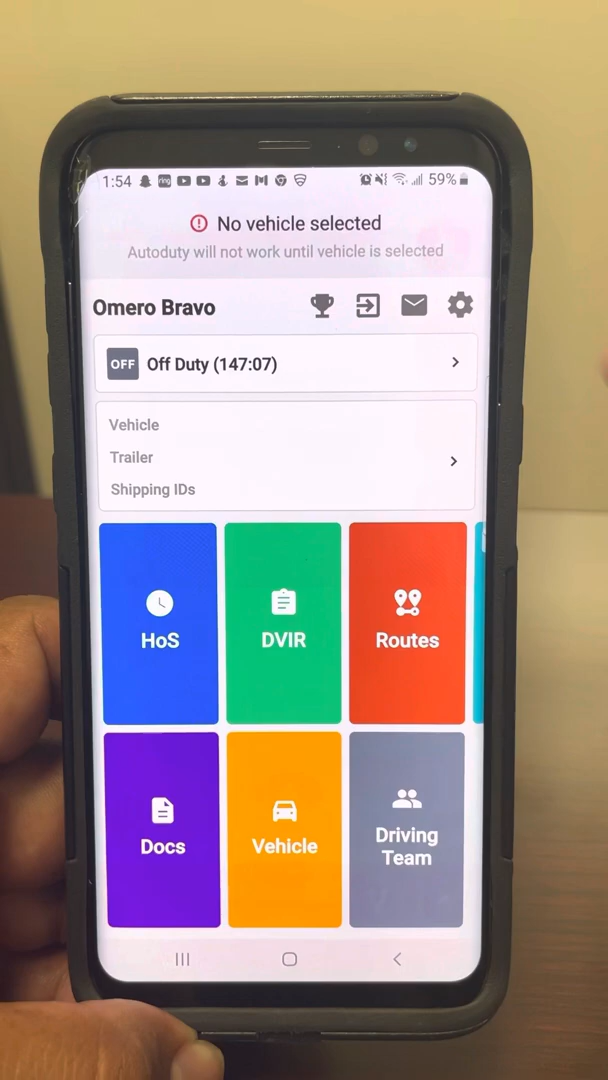 1:54 ring 59%
No vehicle selected
Autoduty will not work until vehicle is selected
Omero Bravo
OFF Off Duty (147:07)
Vehicle
Trailer
Shipping IDs
HoS DVIR Routes
Docs Vehicle Driving Team